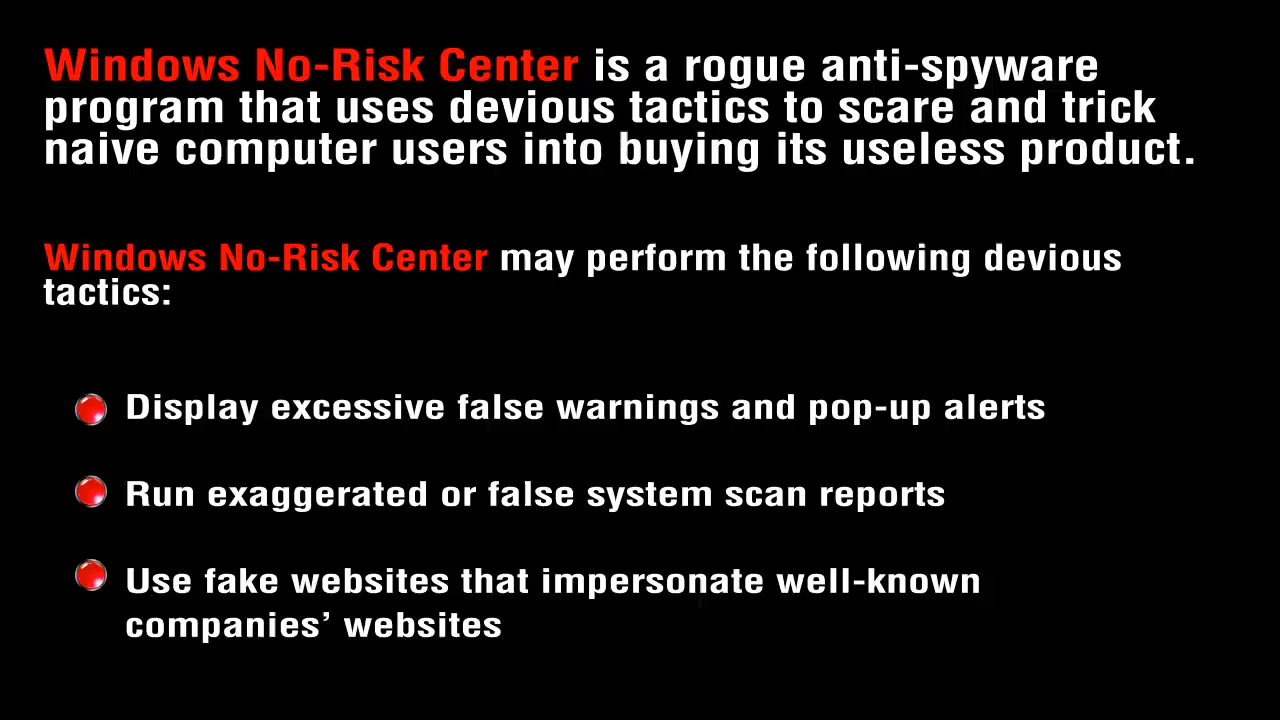 Windows No-Risk Center is a rogue anti-spyware
program that uses devious tactics to scare and trick
naive computer users into buying its useless product.
Windows No-Risk Center may perform the following devious
tactics:
Display excessive false warnings and pop-up alerts
Run exaggerated or false system scan reports
Use fake websites that impersonate well-known
companies’ websites